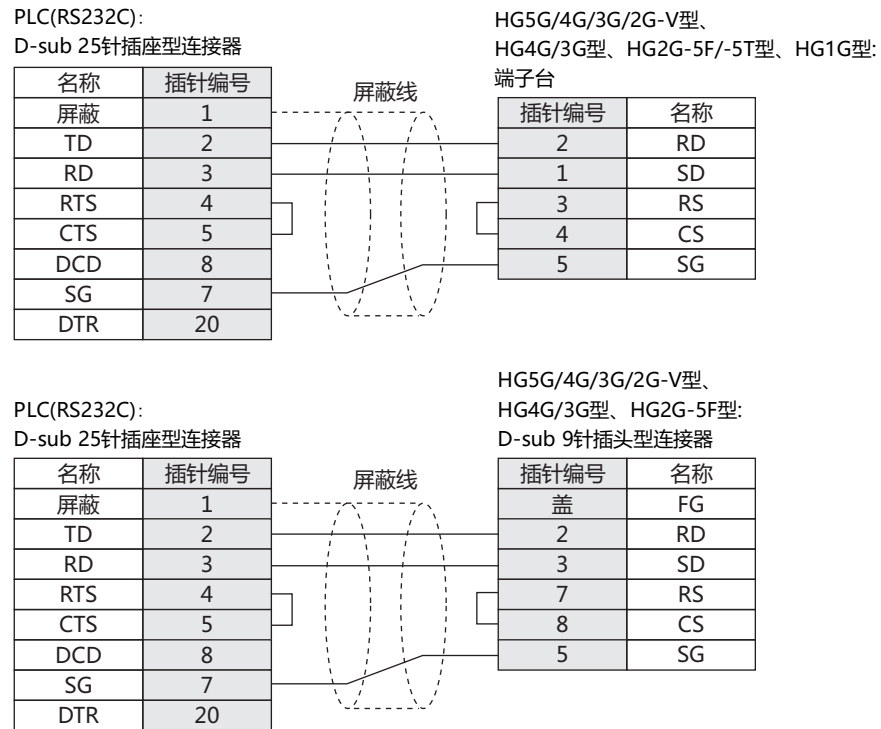 PLC(RS232C):
D-sub 25针插座型连接器
HG5G/4G/3G/2G-V型、
HG4G/3G型、HG2G-5F/-5T型、HG1G型:
端子台
名称 插针编号
屏蔽 1
TD 2
RD 3
RTS 4
CTS 5
DCD 8
SG 7
DTR 20
屏蔽线
插针编号 名称
2 RD
1 SD
3 RS
4 CS
5 SG
PLC(RS232C):
D-sub 25针插座型连接器
HG5G/4G/3G/2G-V型、
HG4G/3G型、HG2G-5F型:
D-sub 9针插头型连接器
名称 插针编号
屏蔽 1
TD 2
RD 3
RTS 4
CTS 5
DCD 8
SG 7
DTR 20
屏蔽线
插针编号 名称
盖 FG
2 RD
3 SD
7 RS
8 CS
5 SG